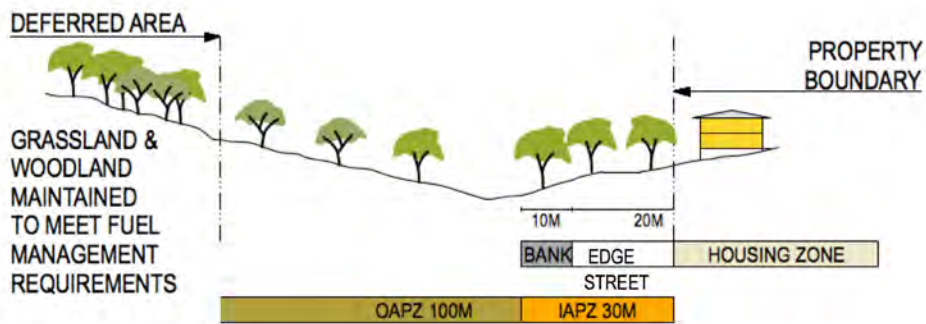 DEFERRED AREA
PROPERTY
BOUNDARY
GRASSLAND &
WOODLAND
MAINTAINED
TO MEET FUEL
MANAGEMENT
REQUIREMENTS
10M
20M
BANK
EDGE
STREET
HOUSING ZONE
OAPZ 100M
IAPZ 30M